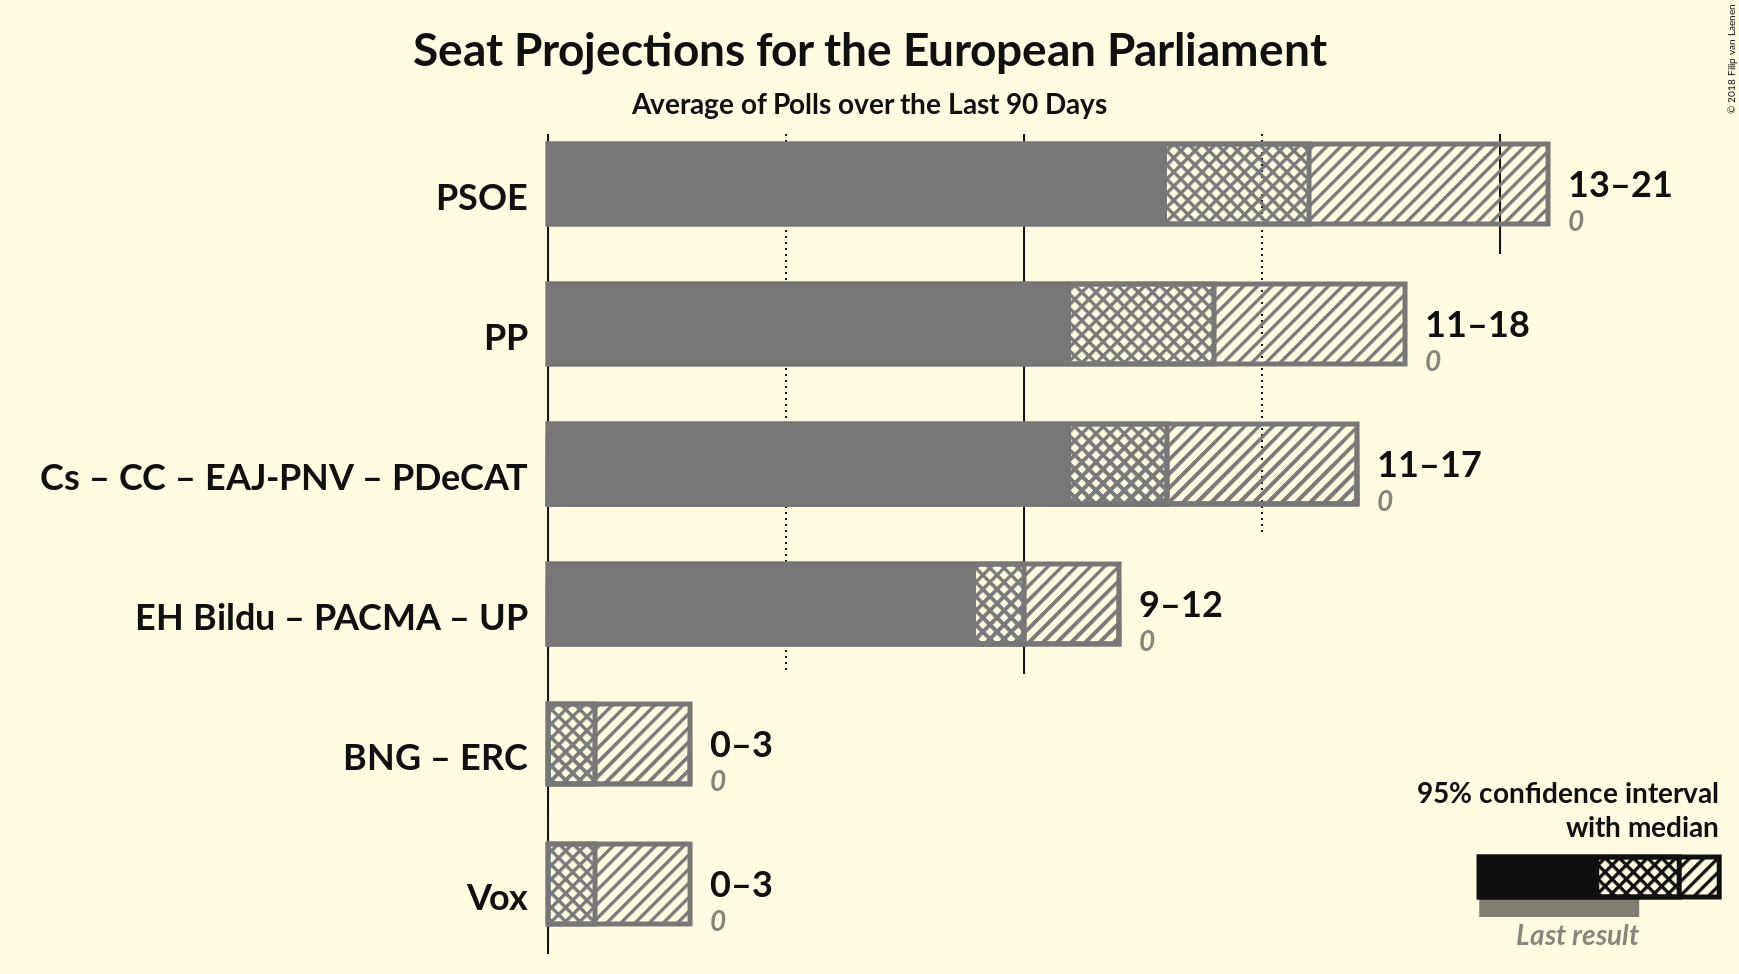 Seat Projections for the European Parliament
Average of Polls over the Last 90 Days
© 2018 Filip van Laenen
PSOE
13–21
0
PP
11–18
0
Cs – CC – EAJ-PNV – PDeCAT
11–17
0
EH Bildu – PACMA – UP
9–12
0
BNG – ERC
0–3
0
Vox
0–3
0
95% confidence interval
with median
Last result